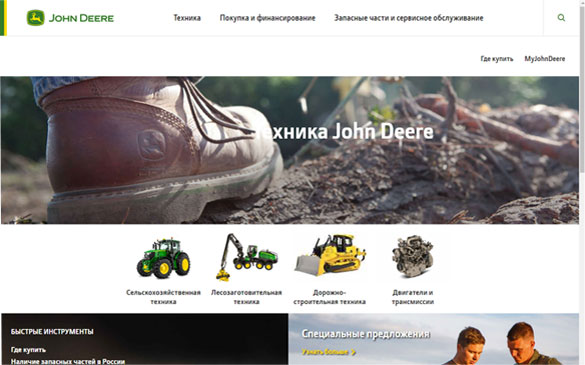 JOHN DEERE
Техника
Покупка и финансирование
Запасные части и сервисное обслуживание
Где купить
MyJohnDeere
Техника John Deere
Сельскохозяйственная
техника
Лесозаготовительная
техника
Дорожно-
строительная техника
Двигатели и
трансмиссии
БЫСТРЫЕ ИНСТРУМЕНТЫ
Где купить
Наличие запасных частей в России
Специальные предложения
Узнать больше